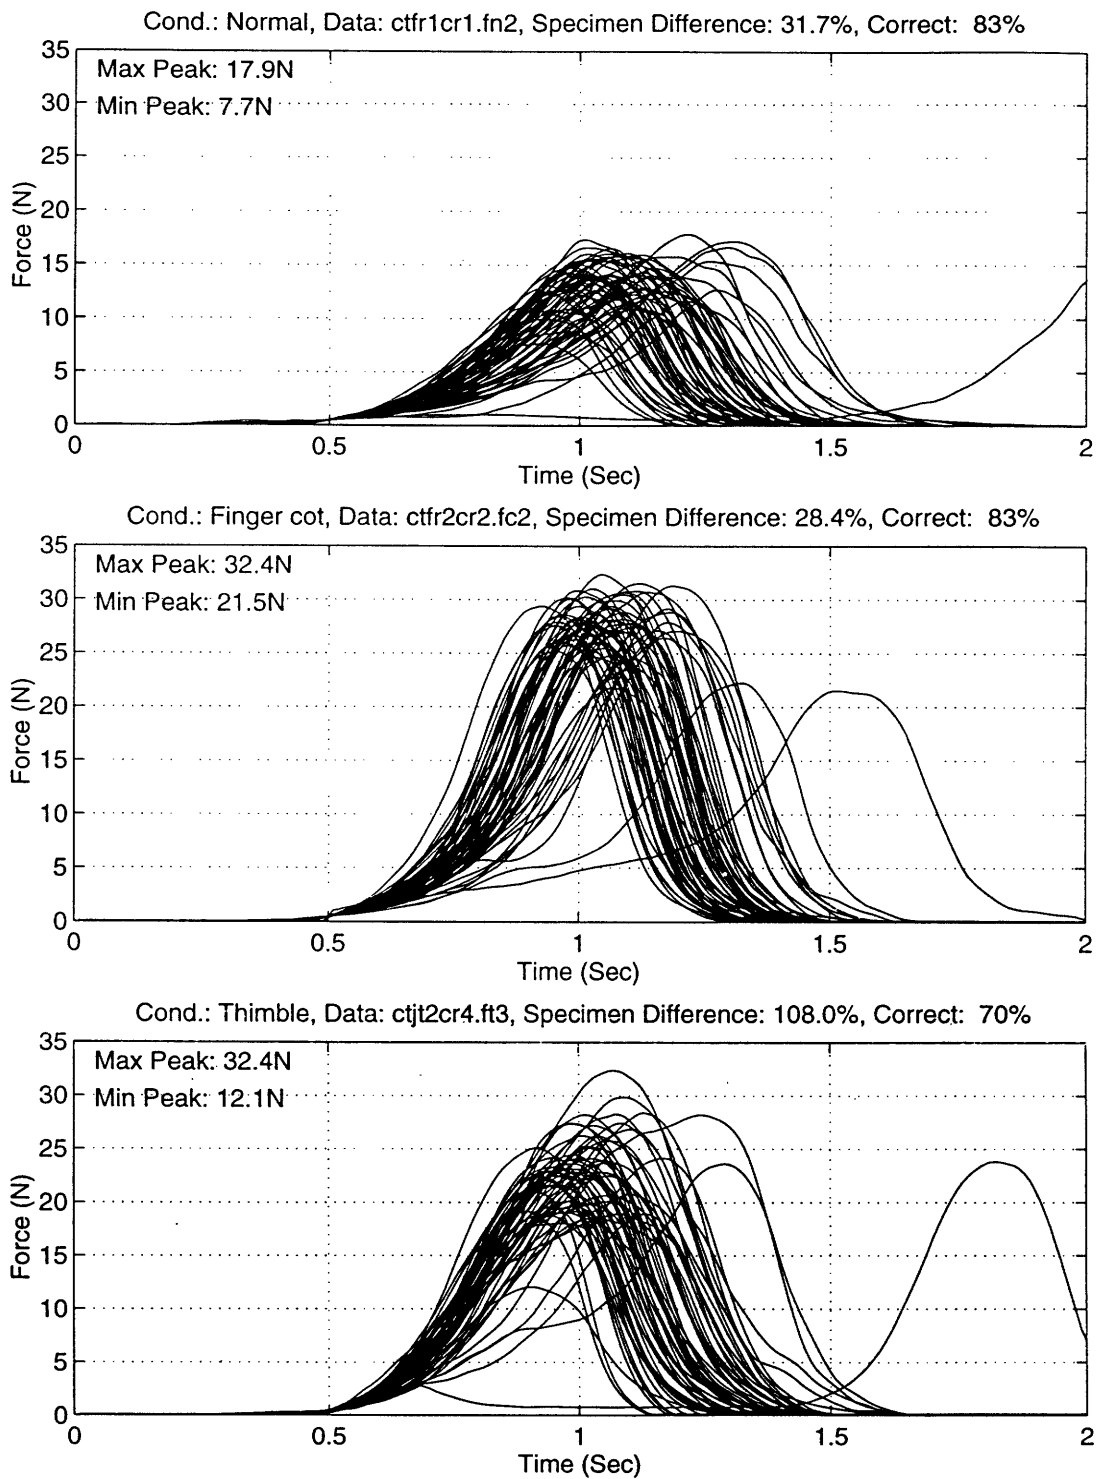 Cond.: Normal, Data: ctfr1cr1.fn2, Specimen Difference: 31.7%, Correct: 83%
35
Max Peak: 17.9N
30
Min Peak: 7.7N
25
20
Force (N)
15
10
5
0
0 0.5 1 1.5 2
Time (Sec)
Cond.: Finger cot, Data: ctfr2cr2.fc2, Specimen Difference: 28.4%, Correct: 83%
35
Max Peak: 32.4N
30
Min Peak: 21.5N
25
20
Force (N)
15
10
5
0
0 0.5 1 1.5 2
Time (Sec)
Cond.: Thimble, Data: ctjt2cr4.ft3, Specimen Difference: 108.0%, Correct: 70%
35
Max Peak: 32.4N
30
Min Peak: 12.1N
25
20
Force (N)
15
10
5
0
0 0.5 1 1.5 2
Time (Sec)